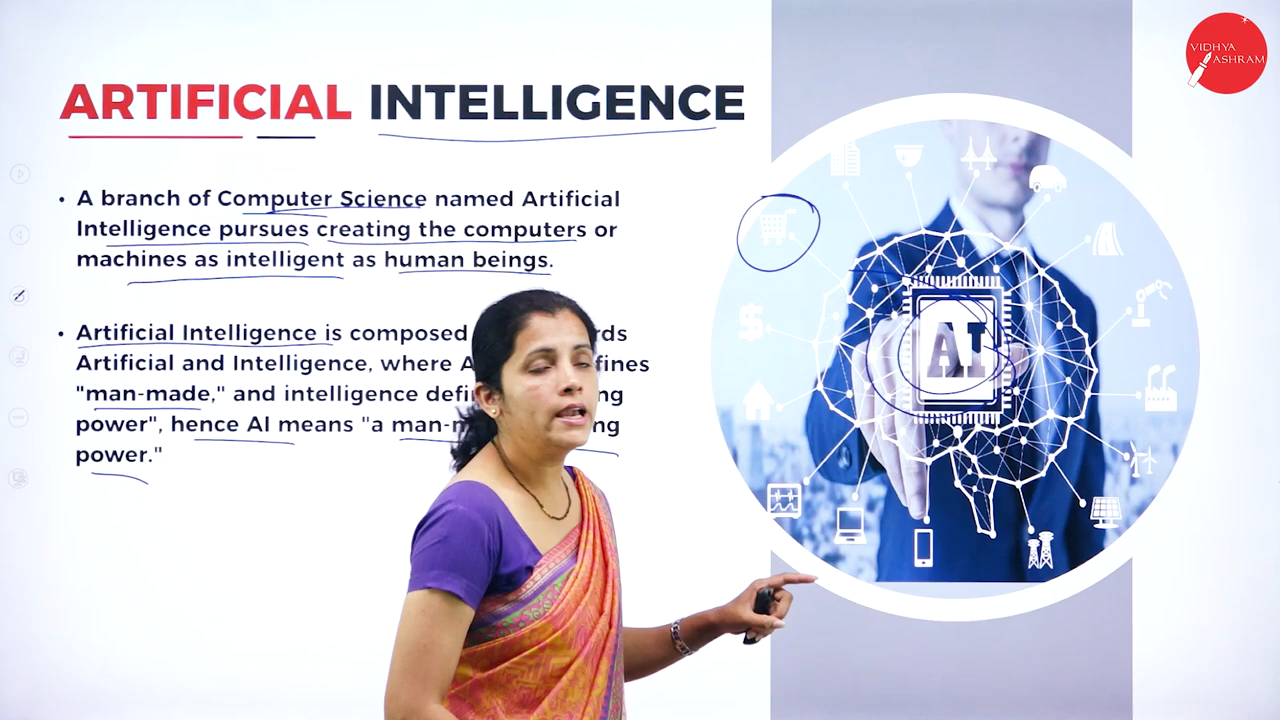 VIDHYA
ASHRAM
ARTIFICIAL INTELLIGENCE
• A branch of Computer Science named Artificial
Intelligence pursues creating the computers or
machines as intelligent as human beings.
• Artificial Intelligence is composed
Artificial and Intelligence, where
"man-made," and intelligence
power", hence AI means "a
power."
AI